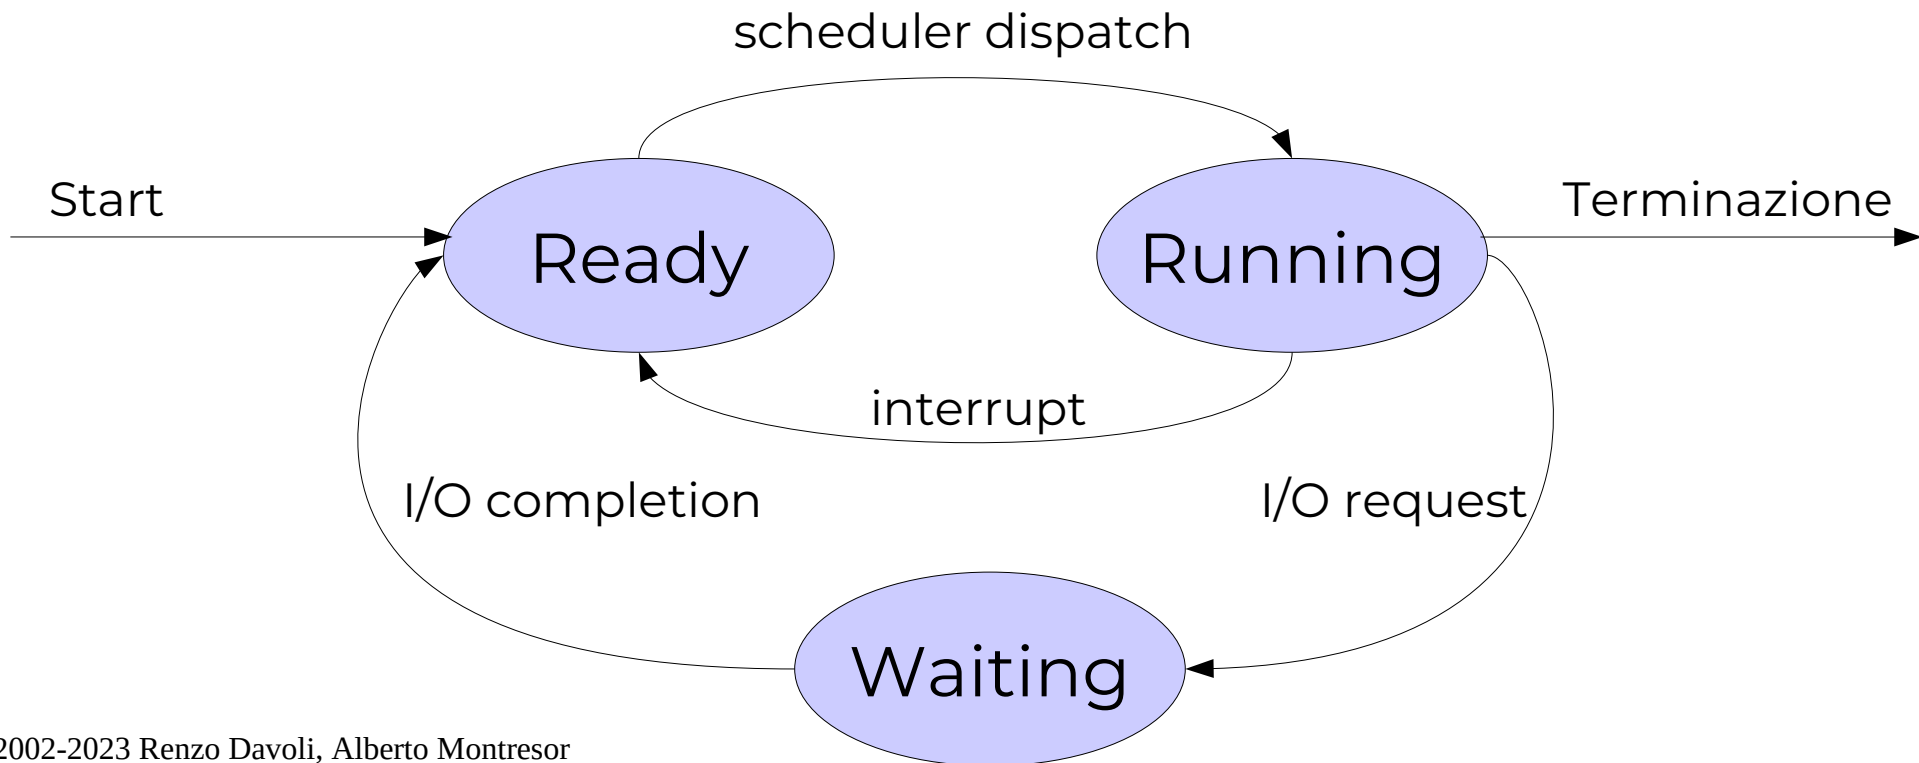 scheduler dispatch
Start
Terminazione
Ready
Running
interrupt
I/O completion
I/O request
Waiting
2002-2023 Renzo Davoli, Alberto Montresor